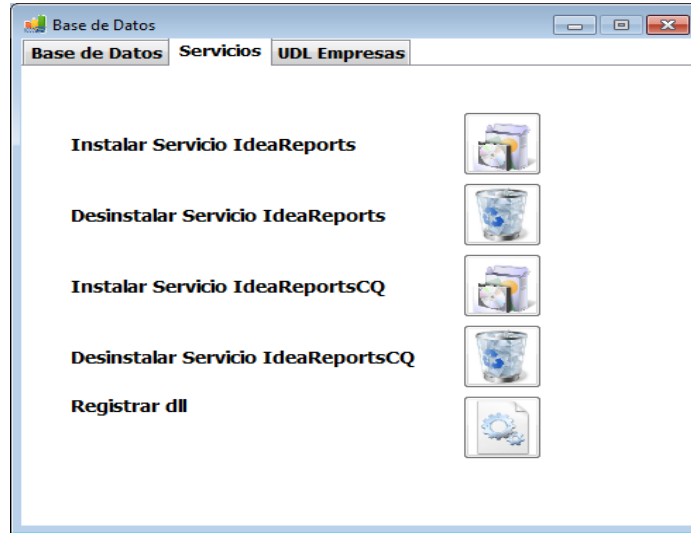 Base de Datos
Base de Datos Servicios UDL Empresas
Instalar Servicio IdeaReports
Desinstalar Servicio IdeaReports
Instalar Servicio IdeaReportsCQ
Desinstalar Servicio IdeaReportsCQ
Registrar dll